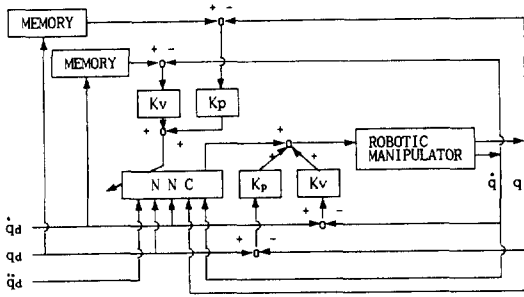 MEMORY
+ −
MEMORY
+ −
Kv
Kp
+
+
+
ROBOTIC
MANIPULATOR
+
+
N N C
Kp
Kv
q̇
q
+ −
q̇d
+ −
qd
q̈d